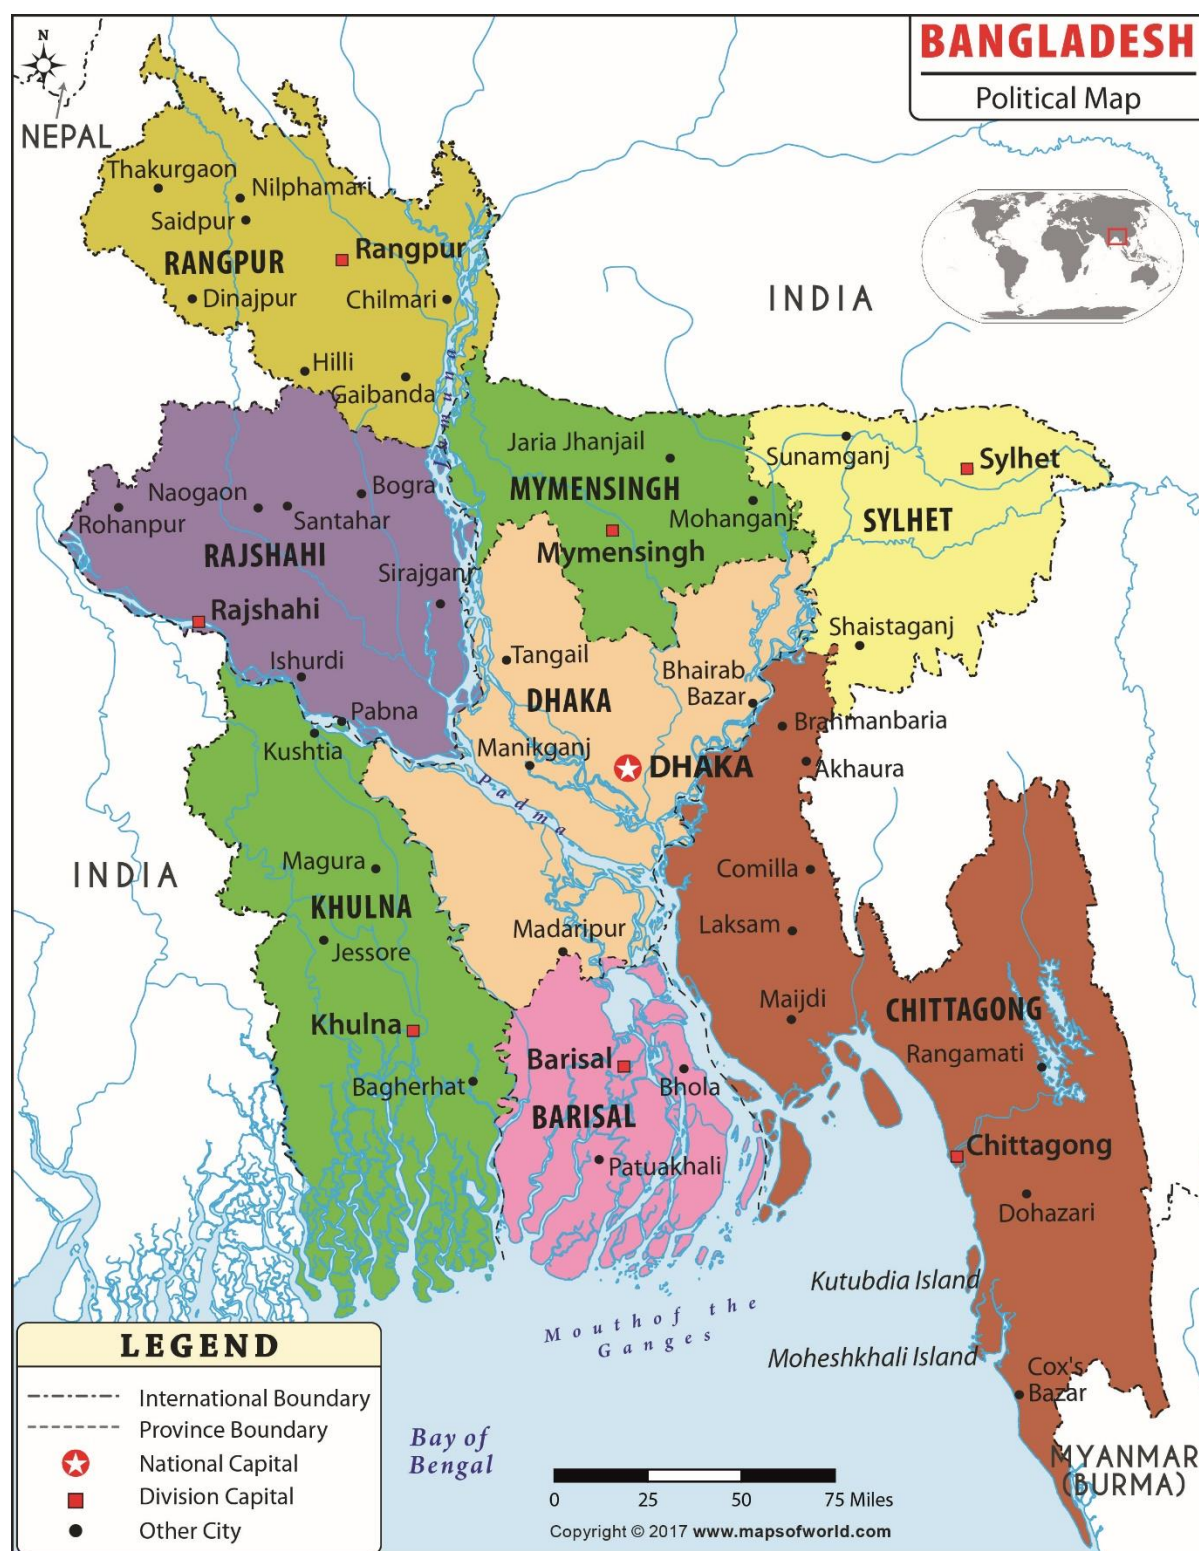 BANGLADESH
Political Map
N
NEPAL
Thakurgaon
Nilphamari
Saidpur
RANGPUR
Rangpur
Dinajpur
Chilmari
INDIA
Hilli
Gaibanda
Jamuna
Jaria Jhanjail
Sunamganj
Sylhet
Naogaon
Bogra
MYMENSINGH
Rohanpur
Santahar
Mohanganj
SYLHET
RAJSHAHI
Mymensingh
Sirajganj
Rajshahi
Shaistaganj
Ishurdi
Tangail
Bhairab
Bazar
DHAKA
Pabna
Brahmanbaria
Kushtia
Manikganj
DHAKA
Akhaura
Padma
INDIA
Magura
Comilla
KHULNA
Madaripur
Laksam
Jessore
Maijdi
CHITTAGONG
Khulna
Barisal
Rangamati
Bagherhat
Bhola
BARISAL
Chittagong
Patuakhali
Dohazari
Kutubdia Island
Mouthof the
Ganges
Moheshkhali Island
Cox's
Bazar
MYANMAR
(BURMA)
Bay of
Bengal
LEGEND
International Boundary
Province Boundary
National Capital
Division Capital
Other City
0 25 50 75 Miles
Copyright © 2017 www.mapsofworld.com